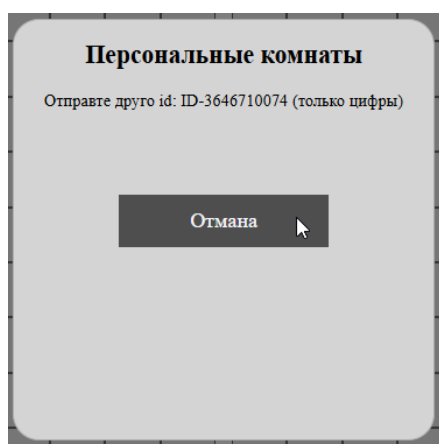 Персональные комнаты
Отправте друго id: ID-3646710074 (только цифры)
Отмана